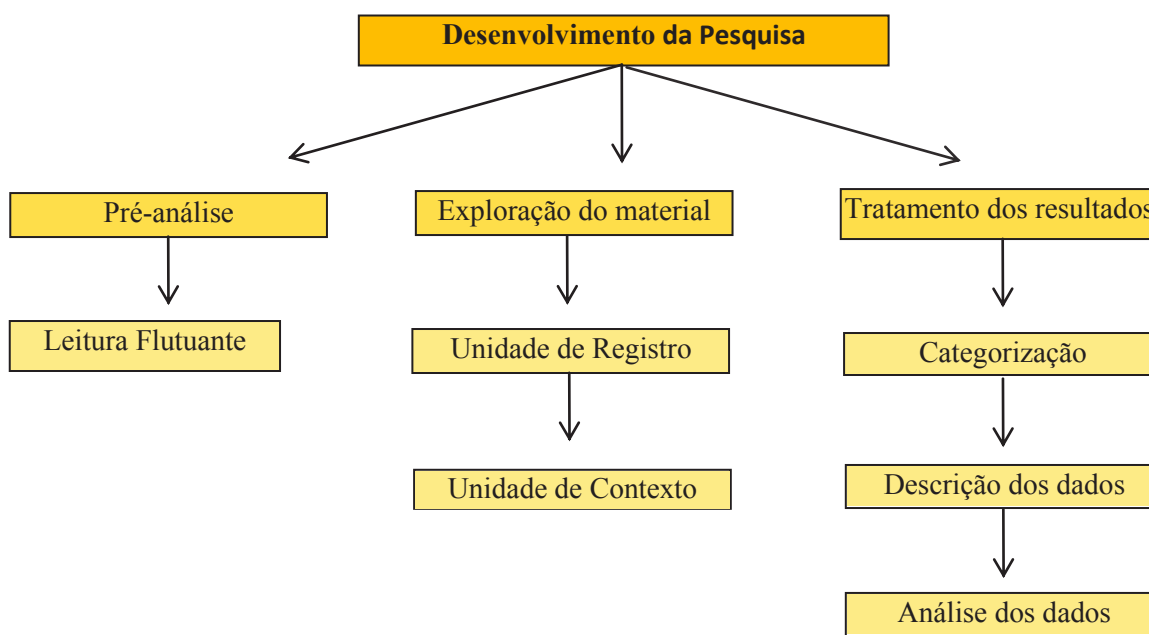 Desenvolvimento da Pesquisa
Pré-análise
Exploração do material
Tratamento dos resultados
Leitura Flutuante
Unidade de Registro
Categorização
Unidade de Contexto
Descrição dos dados
Análise dos dados